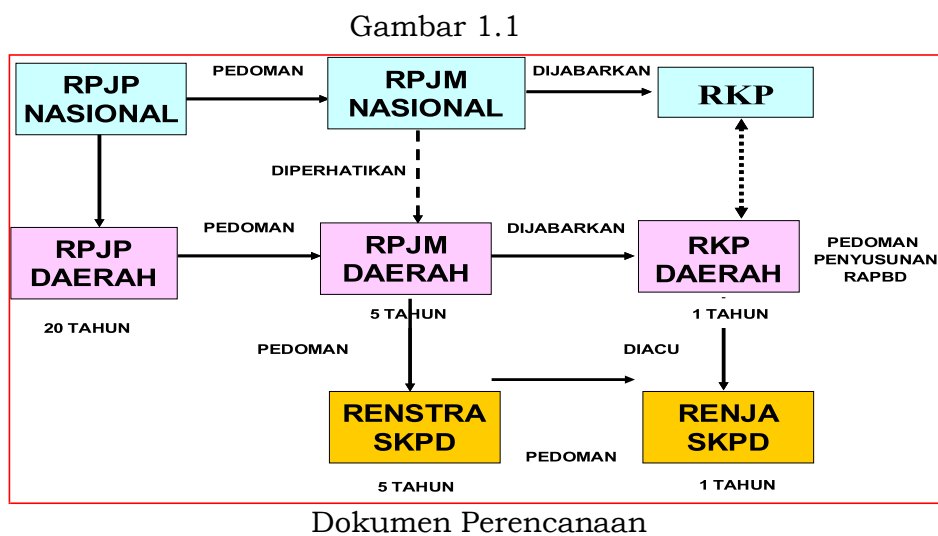 Gambar 1.1
RPJP
NASIONAL
PEDOMAN
RPJM
NASIONAL
DIJABARKAN
RKP
DIPERHATIKAN
RPJP
DAERAH
PEDOMAN
RPJM
DAERAH
DIJABARKAN
RKP
DAERAH
PEDOMAN
PENYUSUNAN
RAPBD
20 TAHUN
5 TAHUN
1 TAHUN
PEDOMAN
DIACU
RENSTRA
SKPD
PEDOMAN
RENJA
SKPD
5 TAHUN
1 TAHUN
Dokumen Perencanaan